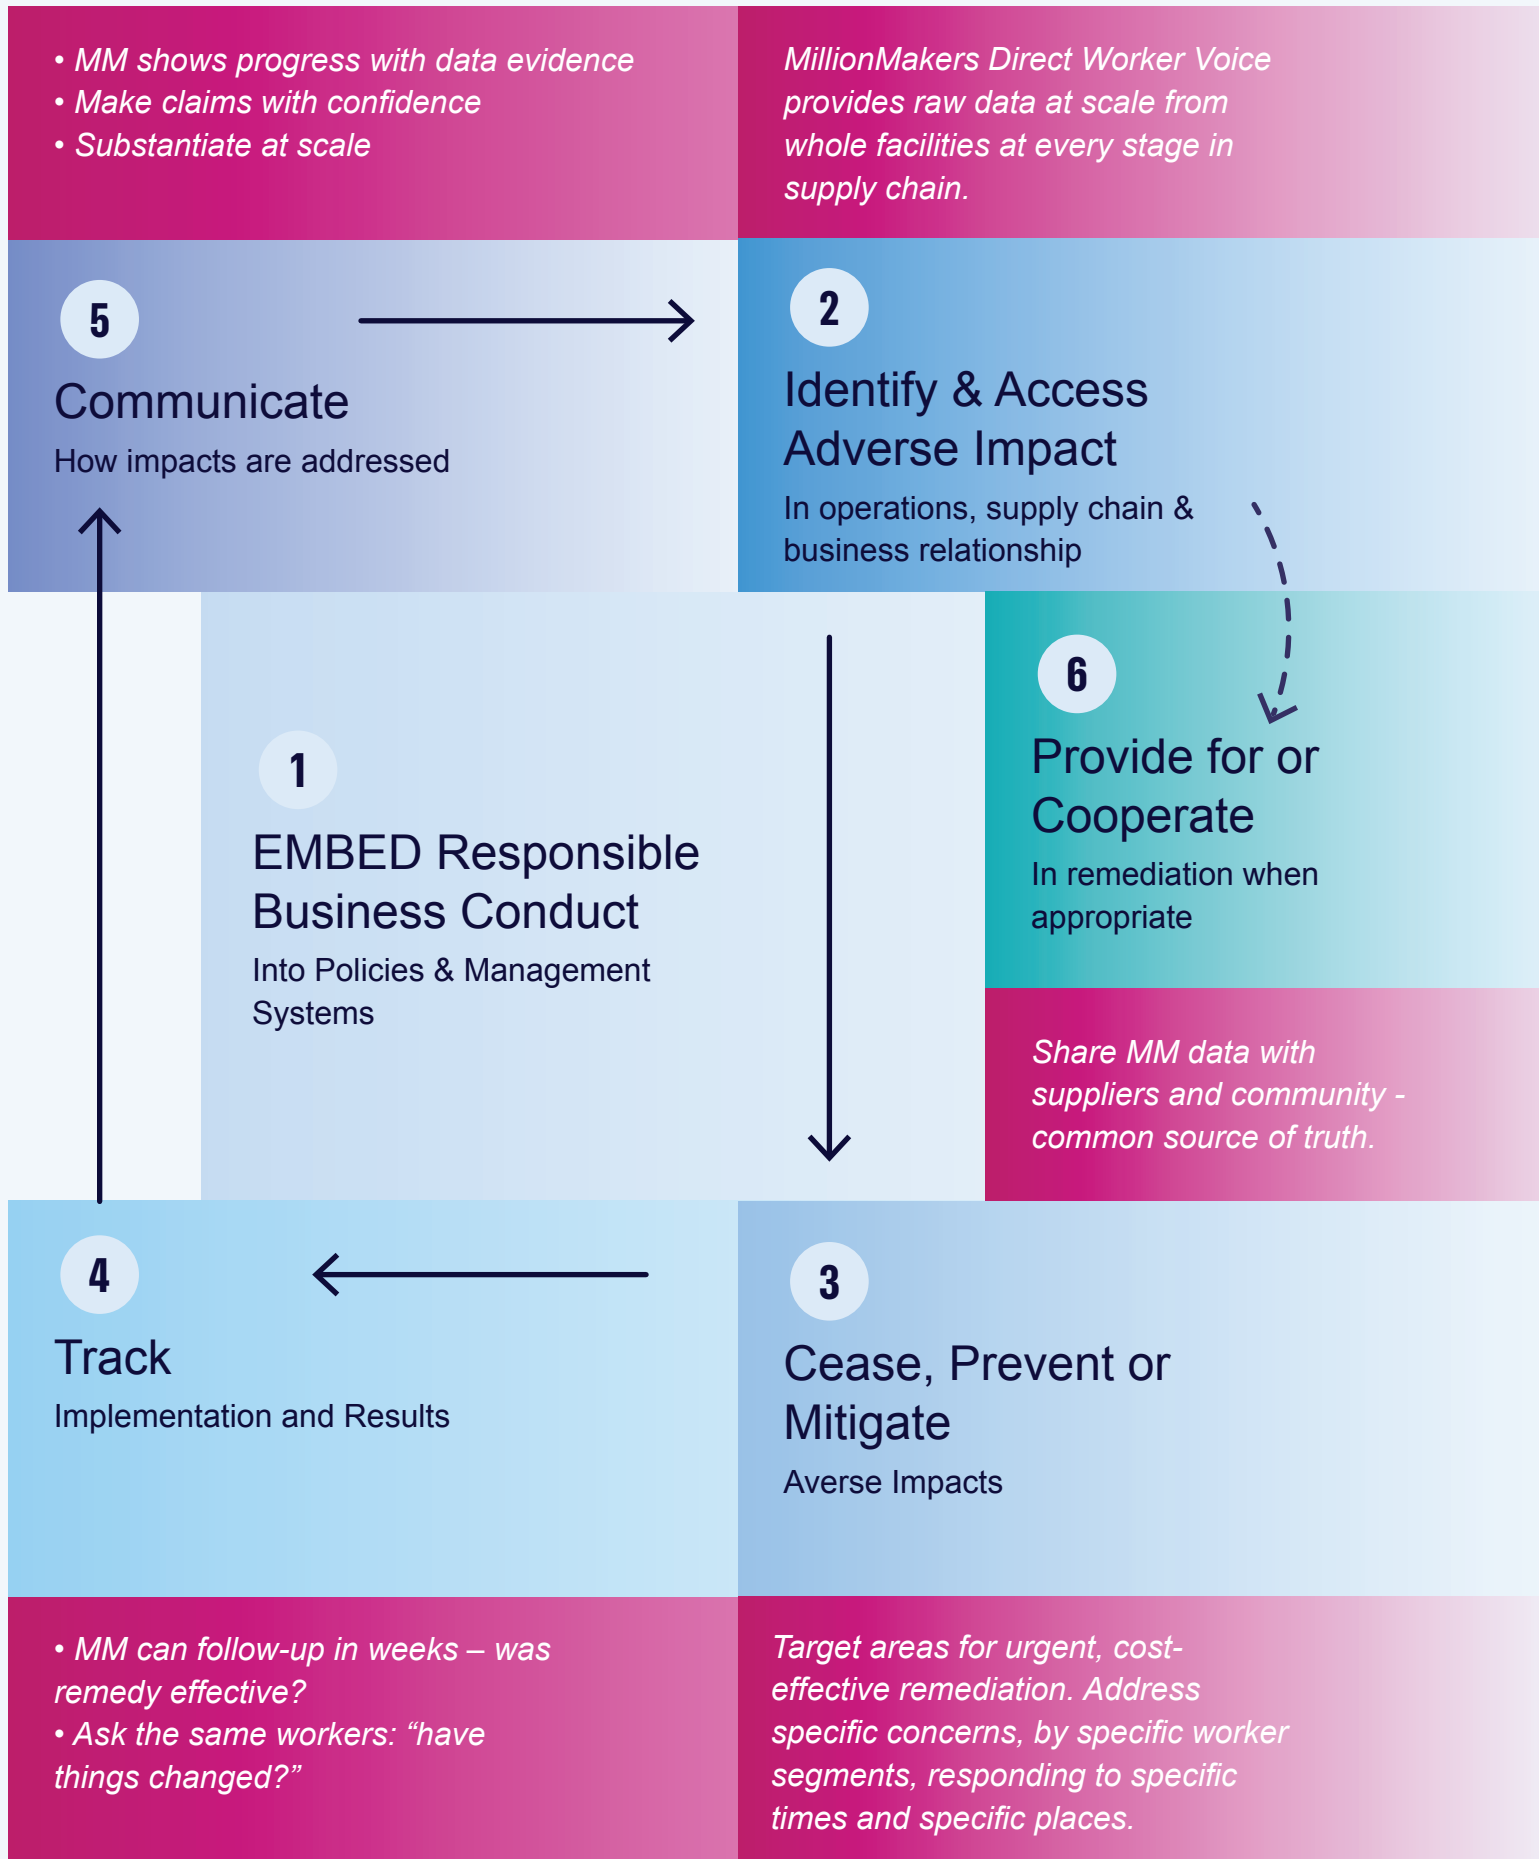 • MM shows progress with data evidence
• Make claims with confidence
• Substantiate at scale
MillionMakers Direct Worker Voice
provides raw data at scale from
whole facilities at every stage in
supply chain.
5
Communicate
How impacts are addressed
2
Identify & Access
Adverse Impact
In operations, supply chain &
business relationship
1
EMBED Responsible
Business Conduct
Into Policies & Management
Systems
6
Provide for or
Cooperate
In remediation when
appropriate
Share MM data with
suppliers and community -
common source of truth.
4
Track
Implementation and Results
3
Cease, Prevent or
Mitigate
Averse Impacts
• MM can follow-up in weeks – was
remedy effective?
• Ask the same workers: “have
things changed?”
Target areas for urgent, cost-
effective remediation. Address
specific concerns, by specific worker
segments, responding to specific
times and specific places.